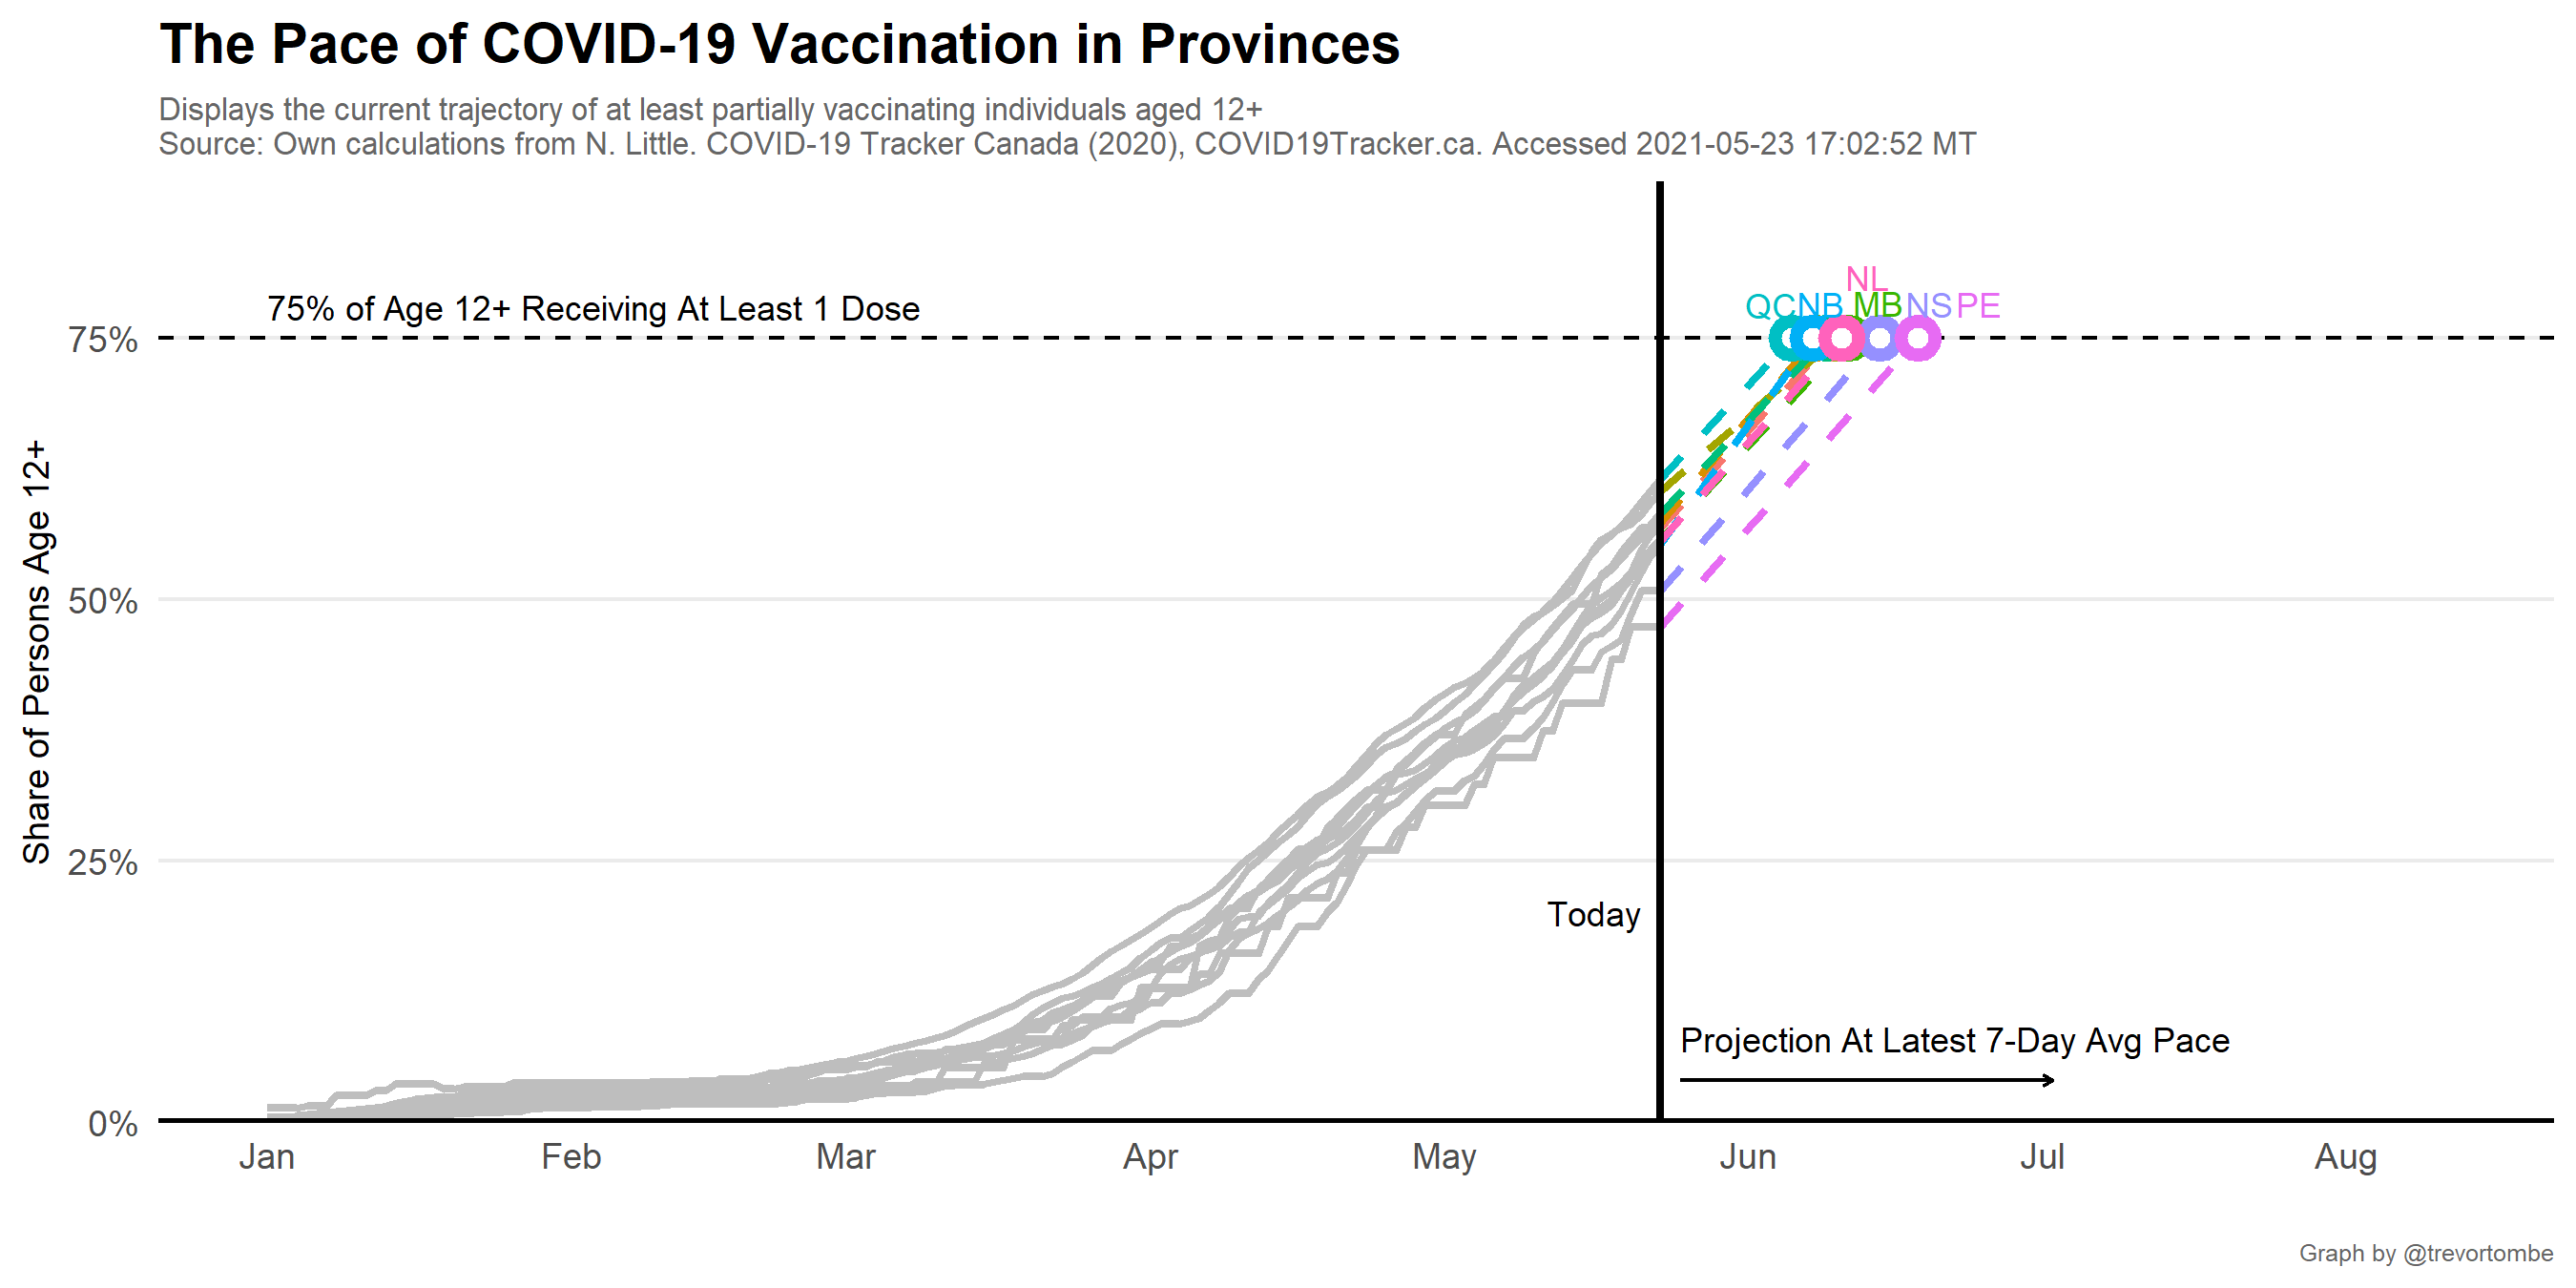 The Pace of COVID-19 Vaccination in Provinces
Displays the current trajectory of at least partially vaccinating individuals aged 12+
Source: Own calculations from N. Little. COVID-19 Tracker Canada (2020), COVID19Tracker.ca. Accessed 2021-05-23 17:02:52 MT
NL
75% of Age 12+ Receiving At Least 1 Dose
QC NB MB NS PE
75%
50%
25%
0%
Share of Persons Age 12+
Today
Projection At Latest 7-Day Avg Pace
Jan Feb Mar Apr May Jun Jul Aug
Graph by @trevortombe